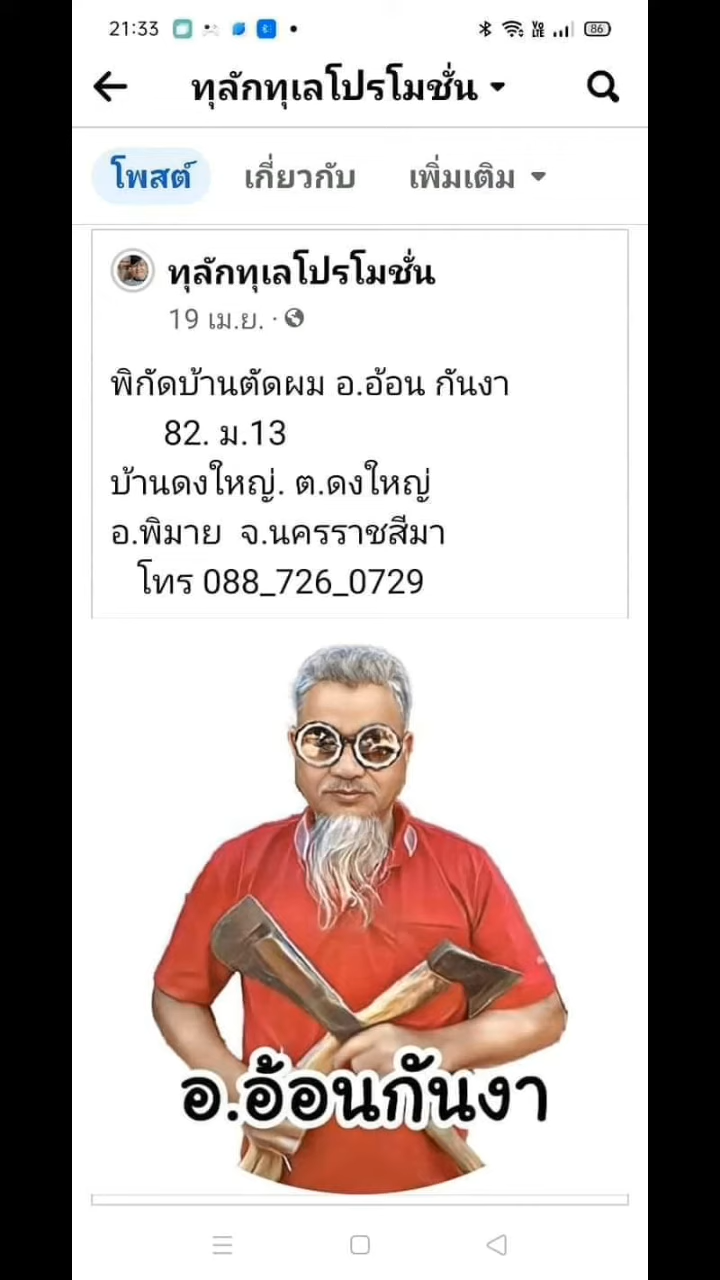 21:33
VO LTE
86
ทุลักทุเลโปรโมชั่น
โพสต์ เกี่ยวกับ เพิ่มเติม
ทุลักทุเลโปรโมชั่น
19 เม.ย. ·
พิกัดบ้านตัดผม อ.อ้อน กันงา
82. ม.13
บ้านดงใหญ่. ต.ดงใหญ่
อ.พิมาย จ.นครราชสีมา
โทร 088_726_0729
อ.อ้อนกันงา